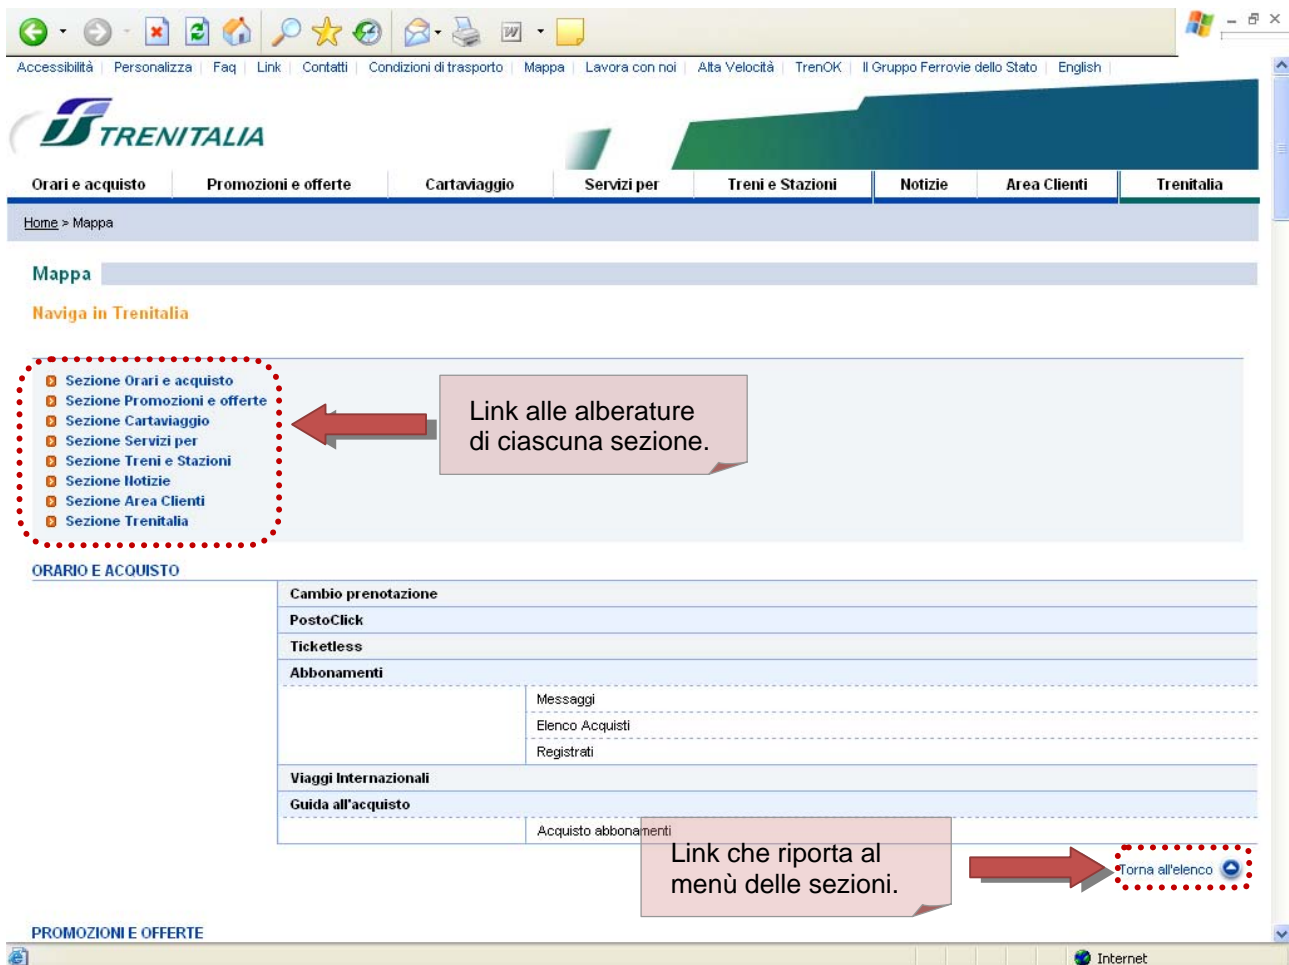 Accessibilità | Personalizza | Faq | Link | Contatti | Condizioni di trasporto | Mappa | Lavora con noi | Alta Velocità | TrenOK | Il Gruppo Ferrovie dello Stato | English
TRENITALIA
Orari e acquisto Promozioni e offerte Cartaviaggio Servizi per Treni e Stazioni Notizie Area Clienti Trenitalia
Home > Mappa
Mappa
Naviga in Trenitalia
Sezione Orari e acquisto
Sezione Promozioni e offerte
Sezione Cartaviaggio
Sezione Servizi per
Sezione Treni e Stazioni
Sezione Notizie
Sezione Area Clienti
Sezione Trenitalia
Link alle alberature
di ciascuna sezione.
ORARIO E ACQUISTO
Cambio prenotazione
PostoClick
Ticketless
Abbonamenti
Messaggi
Elenco Acquisti
Registrati
Viaggi Internazionali
Guida all'acquisto
Acquisto abbonamenti
Link che riporta al
menù delle sezioni.
Torna all'elenco
PROMOZIONI E OFFERTE
Internet